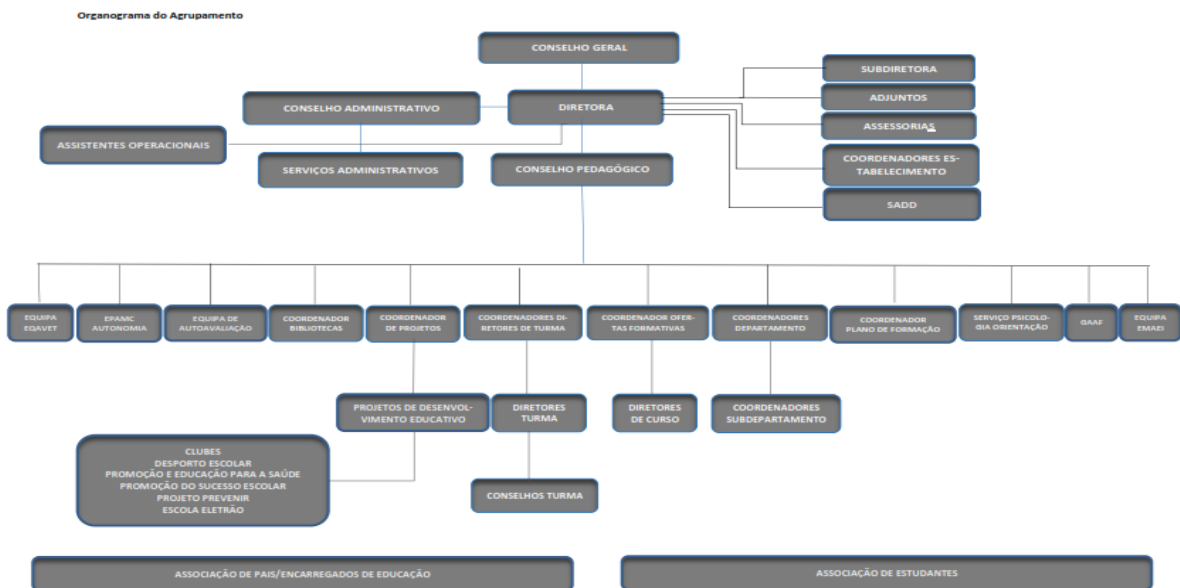 Organograma do Agrupamento
CONSELHO GERAL
SUBDIRETORA
CONSELHO ADMINISTRATIVO
DIRETORA
ADJUNTOS
ASSESSORIAS
ASSISTENTES OPERACIONAIS
SERVIÇOS ADMINISTRATIVOS
CONSELHO PEDAGÓGICO
COORDENADORES ES-
TABELECIMENTO
SADD
EQUIPA
EQAVET
EPAMC
AUTONOMIA
EQUIPA DE
AUTOAVALIAÇÃO
COORDENADOR
BIBLIOTECAS
COORDENADOR
DE PROJETOS
COORDENADORES DI-
RETORES DE TURMA
COORDENADOR OFER-
TAS FORMATIVAS
COORDENADORES
DEPARTAMENTO
COORDENADOR
PLANO DE FORMAÇÃO
SERVIÇO PSICOLO-
GIA ORIENTAÇÃO
GAAF
EQUIPA
EMAEI
PROJETOS DE DESENVOL-
VIMENTO EDUCATIVO
DIRETORES
TURMA
DIRETORES
DE CURSO
COORDENADORES
SUBDEPARTAMENTO
CLUBES
DESPORTO ESCOLAR
PROMOÇÃO E EDUCAÇÃO PARA A SAÚDE
PROMOÇÃO DO SUCESSO ESCOLAR
PROJETO PREVENIR
ESCOLA ELETRÃO
CONSELHOS TURMA
ASSOCIAÇÃO DE PAIS/ENCARREGADOS DE EDUCAÇÃO
ASSOCIAÇÃO DE ESTUDANTES